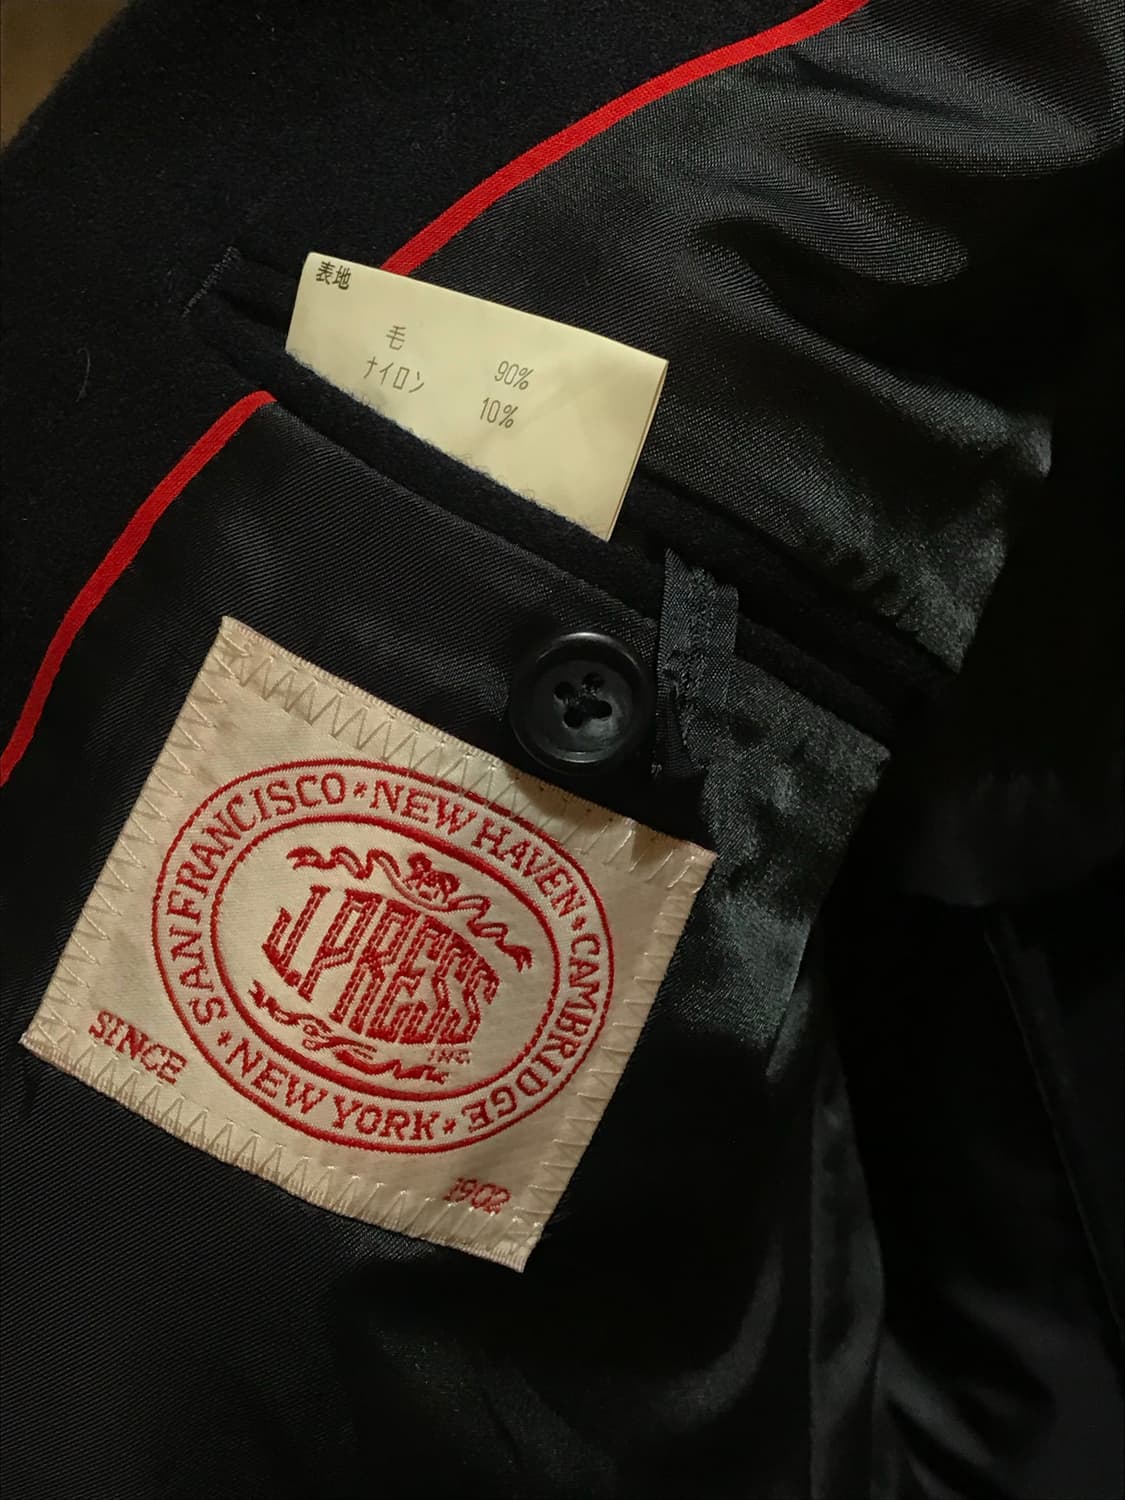 表地
毛 90%
ナイロン 10%
SAN FRANCISCO * NEW HAVEN * CAMBRIDGE * NEW YORK *
J.PRESS
INC.
SINCE 1902